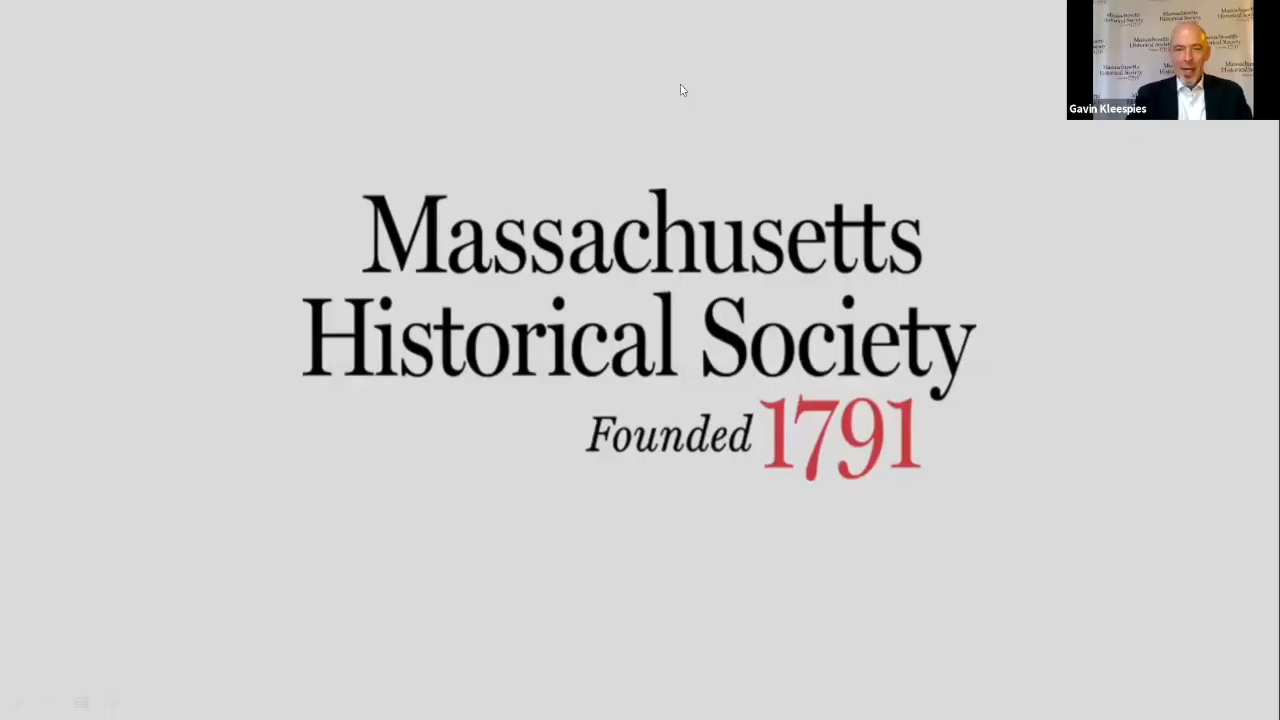 Massachusetts
Historical Society
Founded 1791
Gavin Kleespies